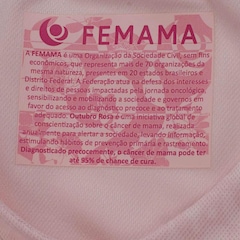 FEMAMA
A FEMAMA é uma Organização da Sociedade Civil, sem fins
econômicos, que representa mais de 70 organizações da
mesma natureza, presentes em 20 estados brasileiros e
Distrito Federal. A Federação atua na defesa dos interesses
e direitos de pessoas impactadas pela jornada oncológica,
sensibilizando e mobilizando a sociedade e governos em
favor do acesso ao diagnóstico precoce e ao tratamento
adequado. Outubro Rosa é uma iniciativa global de
conscientização sobre o câncer de mama, realizada
anualmente para alertar a sociedade, levando informação,
estimulando hábitos de prevenção primária e rastreamento.
Diagnosticado precocemente, o câncer de mama pode ter
até 95% de chance de cura.